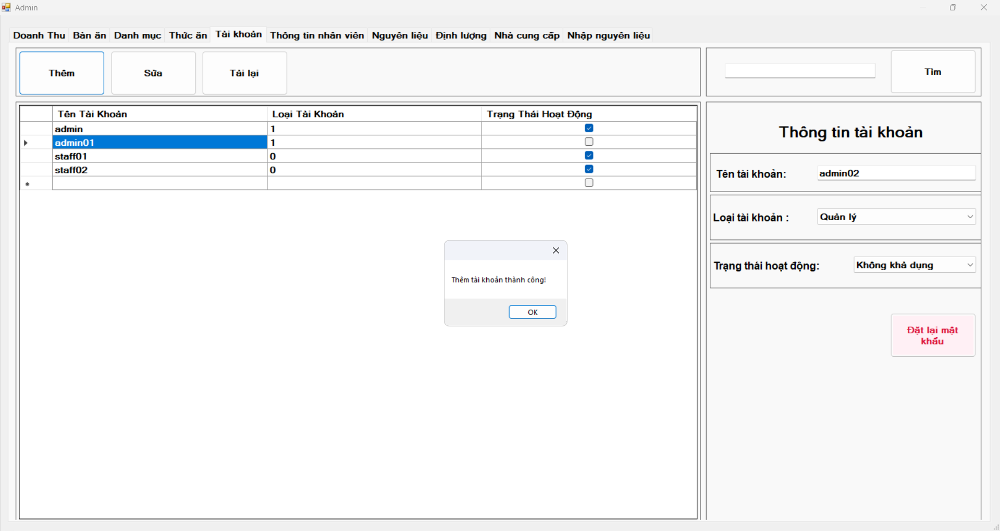 Admin
Doanh Thu Bàn ăn Danh mục Thức ăn Tài khoản Thông tin nhân viên Nguyên liệu Định lượng Nhà cung cấp Nhập nguyên liệu
Thêm Sửa Tải lại Tìm
Tên Tài Khoản Loại Tài Khoản Trạng Thái Hoạt Động
admin 1
admin01 1
staff01 0
staff02 0
Thông tin tài khoản
Tên tài khoản: admin02
Loại tài khoản : Quản lý
Trạng thái hoạt động: Không khả dụng
Thêm tài khoản thành công!
OK
Đặt lại mật
khẩu